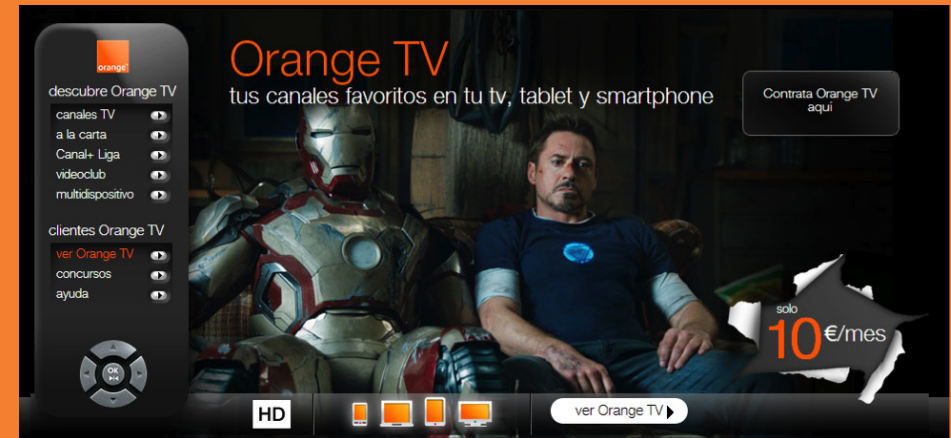 orange
descubre Orange TV
canales TV
a la carta
Canal+ Liga
videoclub
multidispositivo
clientes Orange TV
ver Orange TV
concursos
ayuda
OK
Orange TV
tus canales favoritos en tu tv, tablet y smartphone
Contrata Orange TV
aqui
solo
10 €/mes
HD
ver Orange TV